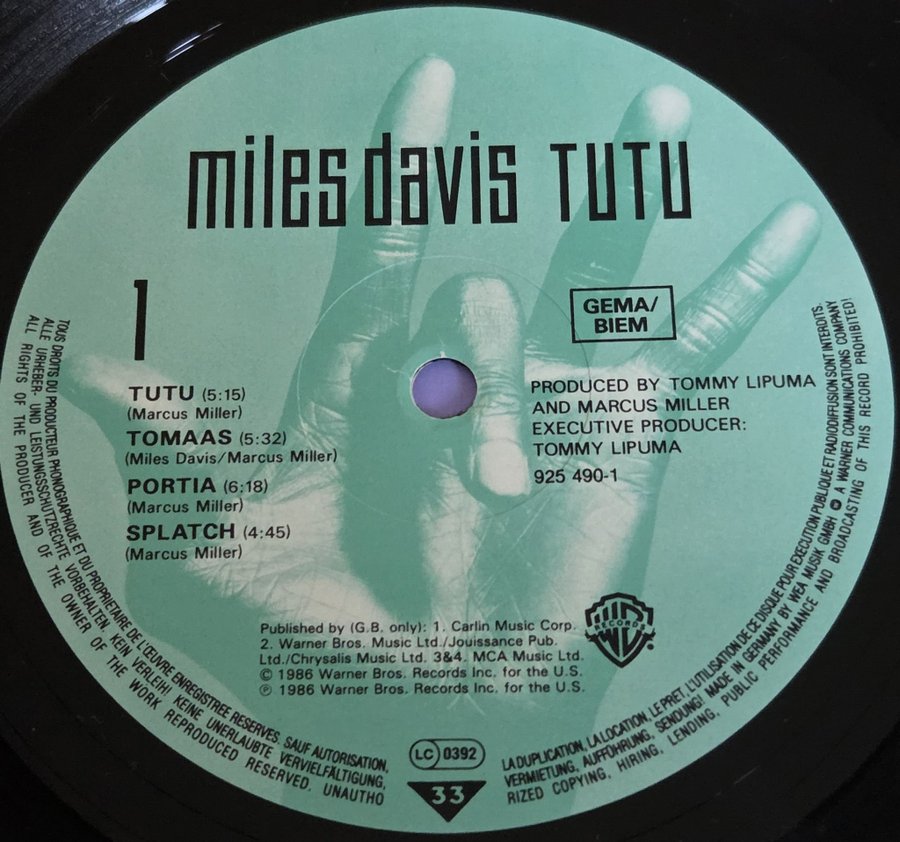 miles davis TUTU
1
GEMA/
BIEM
TUTU (5:15)
(Marcus Miller)
TOMAAS (5:32)
(Miles Davis/Marcus Miller)
PORTIA (6:18)
(Marcus Miller)
SPLATCH (4:45)
(Marcus Miller)
PRODUCED BY TOMMY LIPUMA
AND MARCUS MILLER
EXECUTIVE PRODUCER:
TOMMY LIPUMA
925 490-1
Published by (G.B. only): 1. Carlin Music Corp.
2. Warner Bros. Music Ltd./Jouissance Pub.
Ltd./Chrysalis Music Ltd. 3&4. MCA Music Ltd.
© 1986 Warner Bros. Records Inc. for the U.S.
℗ 1986 Warner Bros. Records Inc. for the U.S.
WB
RECORDS
LC 0392
33
TOUS DROITS DU PRODUCTEUR PHONOGRAPHIQUE ET DU PROPRIETAIRE DE L'ŒUVRE ENREGISTREE RESERVES. SAUF AUTORISATION, LA DUPLICATION, LA LOCATION, LE PRET, L'UTILISATION DE CE DISQUE POUR EXECUTION PUBLIQUE ET RADIODIFFUSION SONT INTERDITS.
ALLE URHEBER- UND LEISTUNGSSCHUTZRECHTE VORBEHALTEN. KEIN VERLEIH! KEINE UNERLAUBTE VERVIELFÄLTIGUNG, VERMIETUNG, AUFFÜHRUNG, SENDUNG! MADE IN GERMANY BY WEA MUSIK GMBH A WARNER COMMUNICATIONS COMPANY
ALL RIGHTS OF THE PRODUCER AND OF THE OWNER OF THE WORK REPRODUCED RESERVED. UNAUTHORIZED COPYING, HIRING, LENDING, PUBLIC PERFORMANCE AND BROADCASTING OF THIS RECORD PROHIBITED!